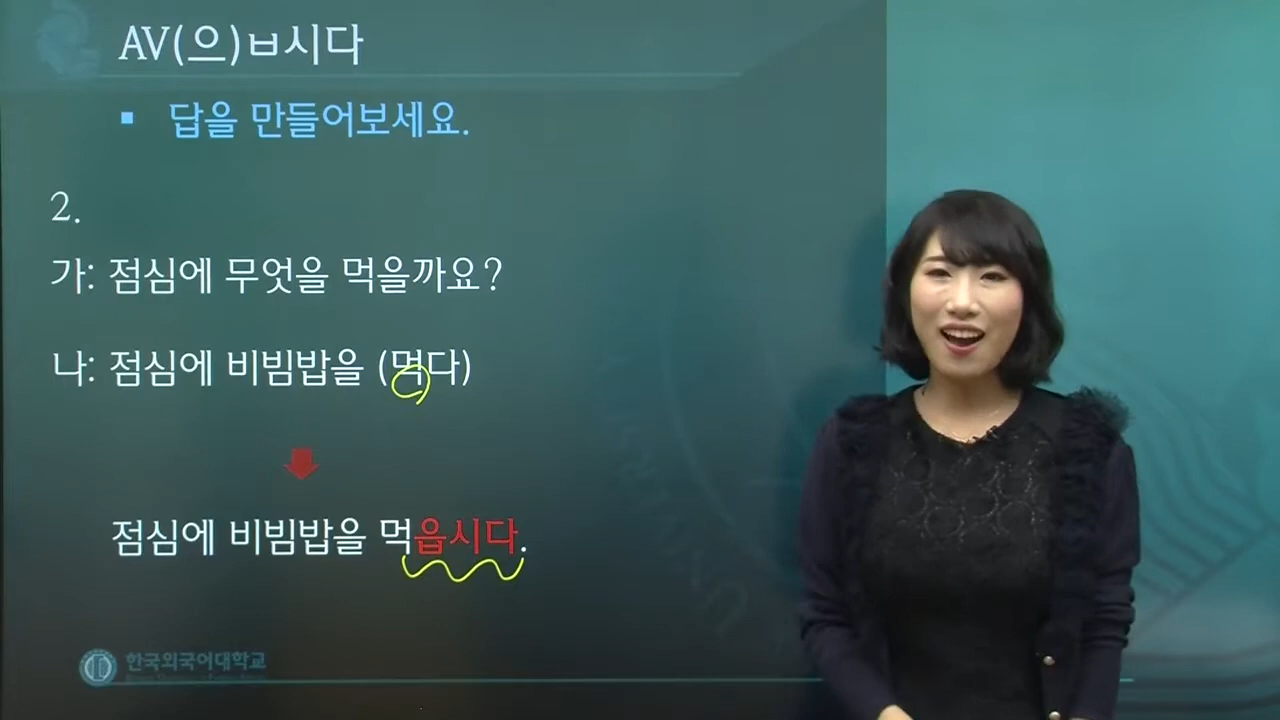 AV(으)ㅂ시다
▪ 답을 만들어보세요.
2.
가: 점심에 무엇을 먹을까요?
나: 점심에 비빔밥을 (먹다)
점심에 비빔밥을 먹읍시다.
한국외국어대학교